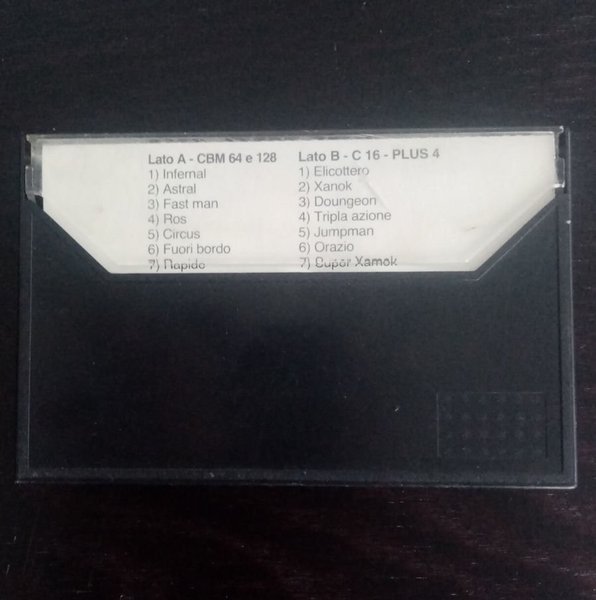 Lato A - CBM 64 e 128
1) Infernal
2) Astral
3) Fast man
4) Ros
5) Circus
6) Fuori bordo
7) Rapide
Lato B - C 16 - PLUS 4
1) Elicottero
2) Xanok
3) Doungeon
4) Tripla azione
5) Jumpman
6) Orazio
7) Super Xamok